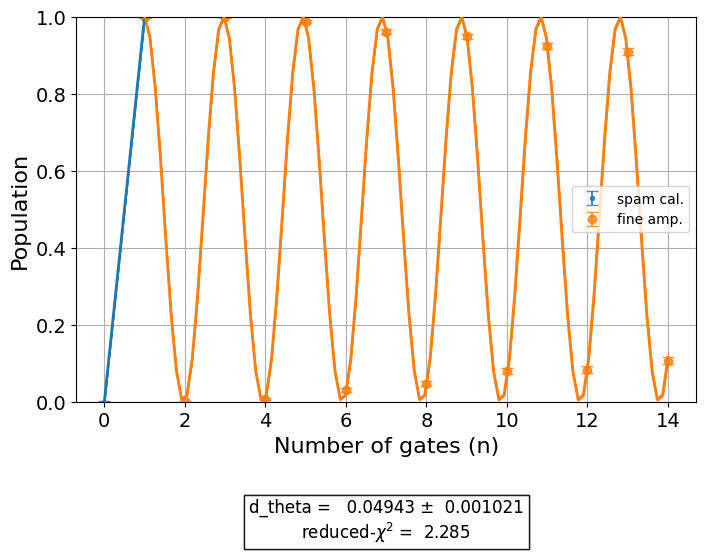 1.0
0.8
0.6
0.4
0.2
0.0
Population
spam cal.
fine amp.
0 2 4 6 8 10 12 14
Number of gates (n)
d_theta = 0.04943 ± 0.001021
reduced-χ² = 2.285